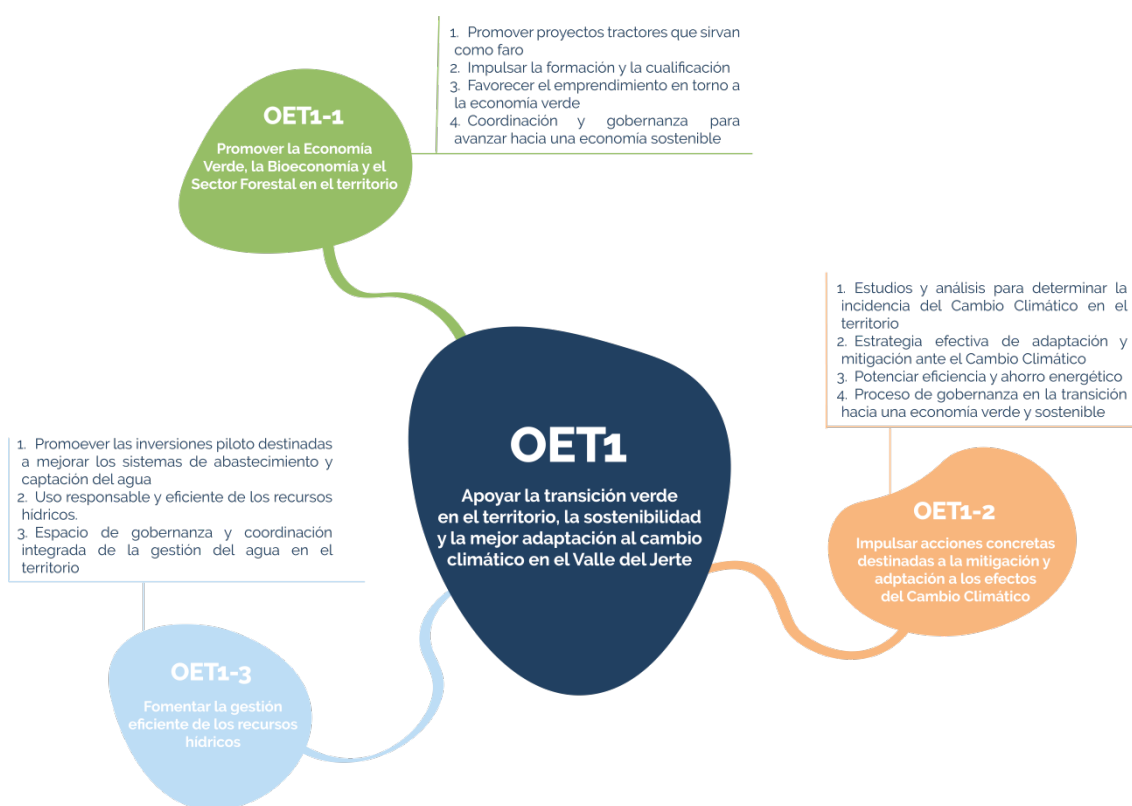 1. Promover proyectos tractores que sirvan
como faro
2. Impulsar la formación y la cualificación
3. Favorecer el emprendimiento en torno a
la economía verde
4. Coordinación y gobernanza para
avanzar hacia una economía sostenible
OET1-1
Promover la Economía
Verde, la Bioeconomía y el
Sector Forestal en el territorio
1. Estudios y análisis para determinar la
incidencia del Cambio Climático en el
territorio
2. Estrategia efectiva de adaptación y
mitigación ante el Cambio Climático
3. Potenciar eficiencia y ahorro energético
4. Proceso de gobernanza en la transición
hacia una economía verde y sostenible
OET1
Apoyar la transición verde
en el territorio, la sostenibilidad
y la mejor adaptación al cambio
climático en el Valle del Jerte
OET1-2
Impulsar acciones concretas
destinadas a la mitigación y
adptación a los efectos
del Cambio Climático
1. Promoever las inversiones piloto destinadas
a mejorar los sistemas de abastecimiento y
captación del agua
2. Uso responsable y eficiente de los recursos
hídricos.
3. Espacio de gobernanza y coordinación
integrada de la gestión del agua en el
territorio
OET1-3
Fomentar la gestión
eficiente de los recursos
hídricos